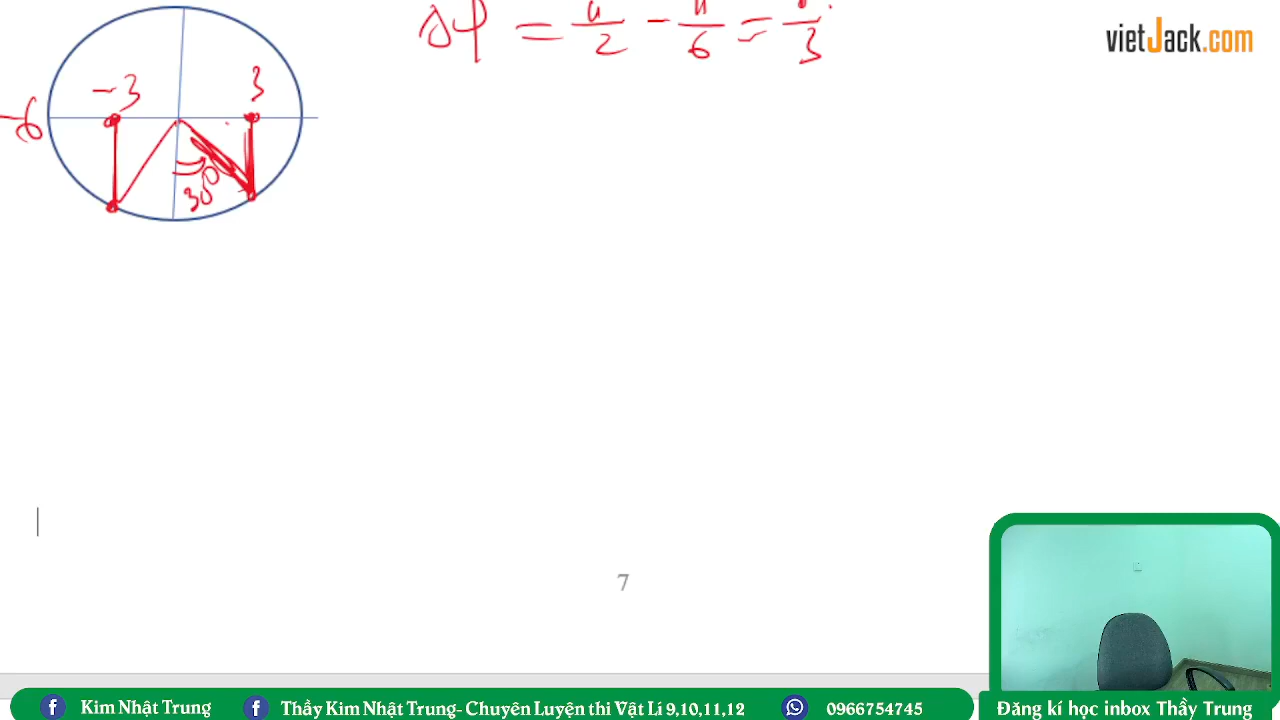 Δφ = π/2 − π/6 = π/3
vietJack.com
−3 3
−6
30°
7
Kim Nhật Trung Thầy Kim Nhật Trung- Chuyên Luyện thi Vật Lí 9,10,11,12 0966754745 Đăng kí học inbox Thầy Trung